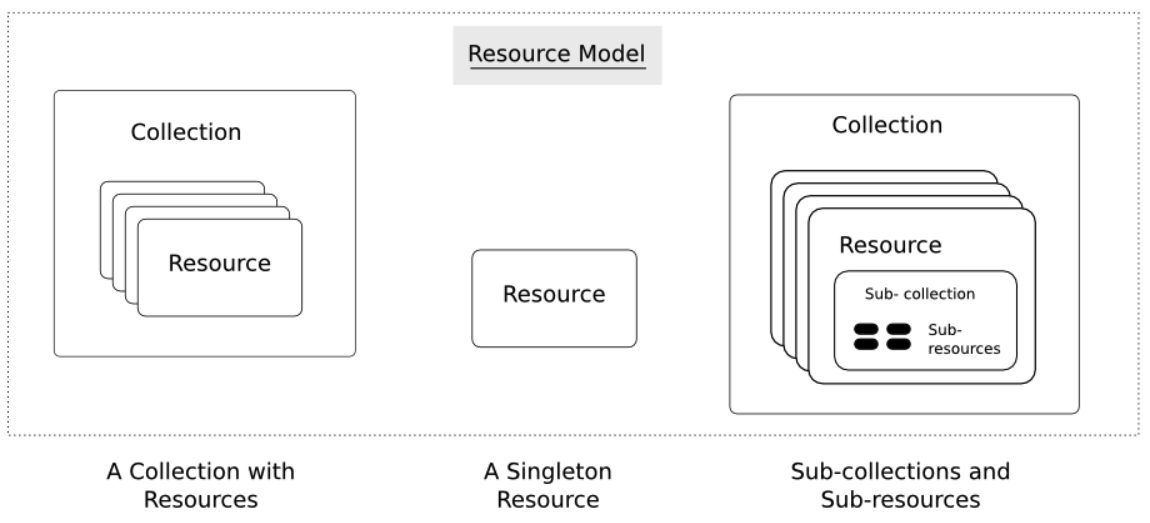 Resource Model
Collection
Resource
Resource
Collection
Resource
Sub- collection
Sub-
resources
A Collection with
Resources
A Singleton
Resource
Sub-collections and
Sub-resources